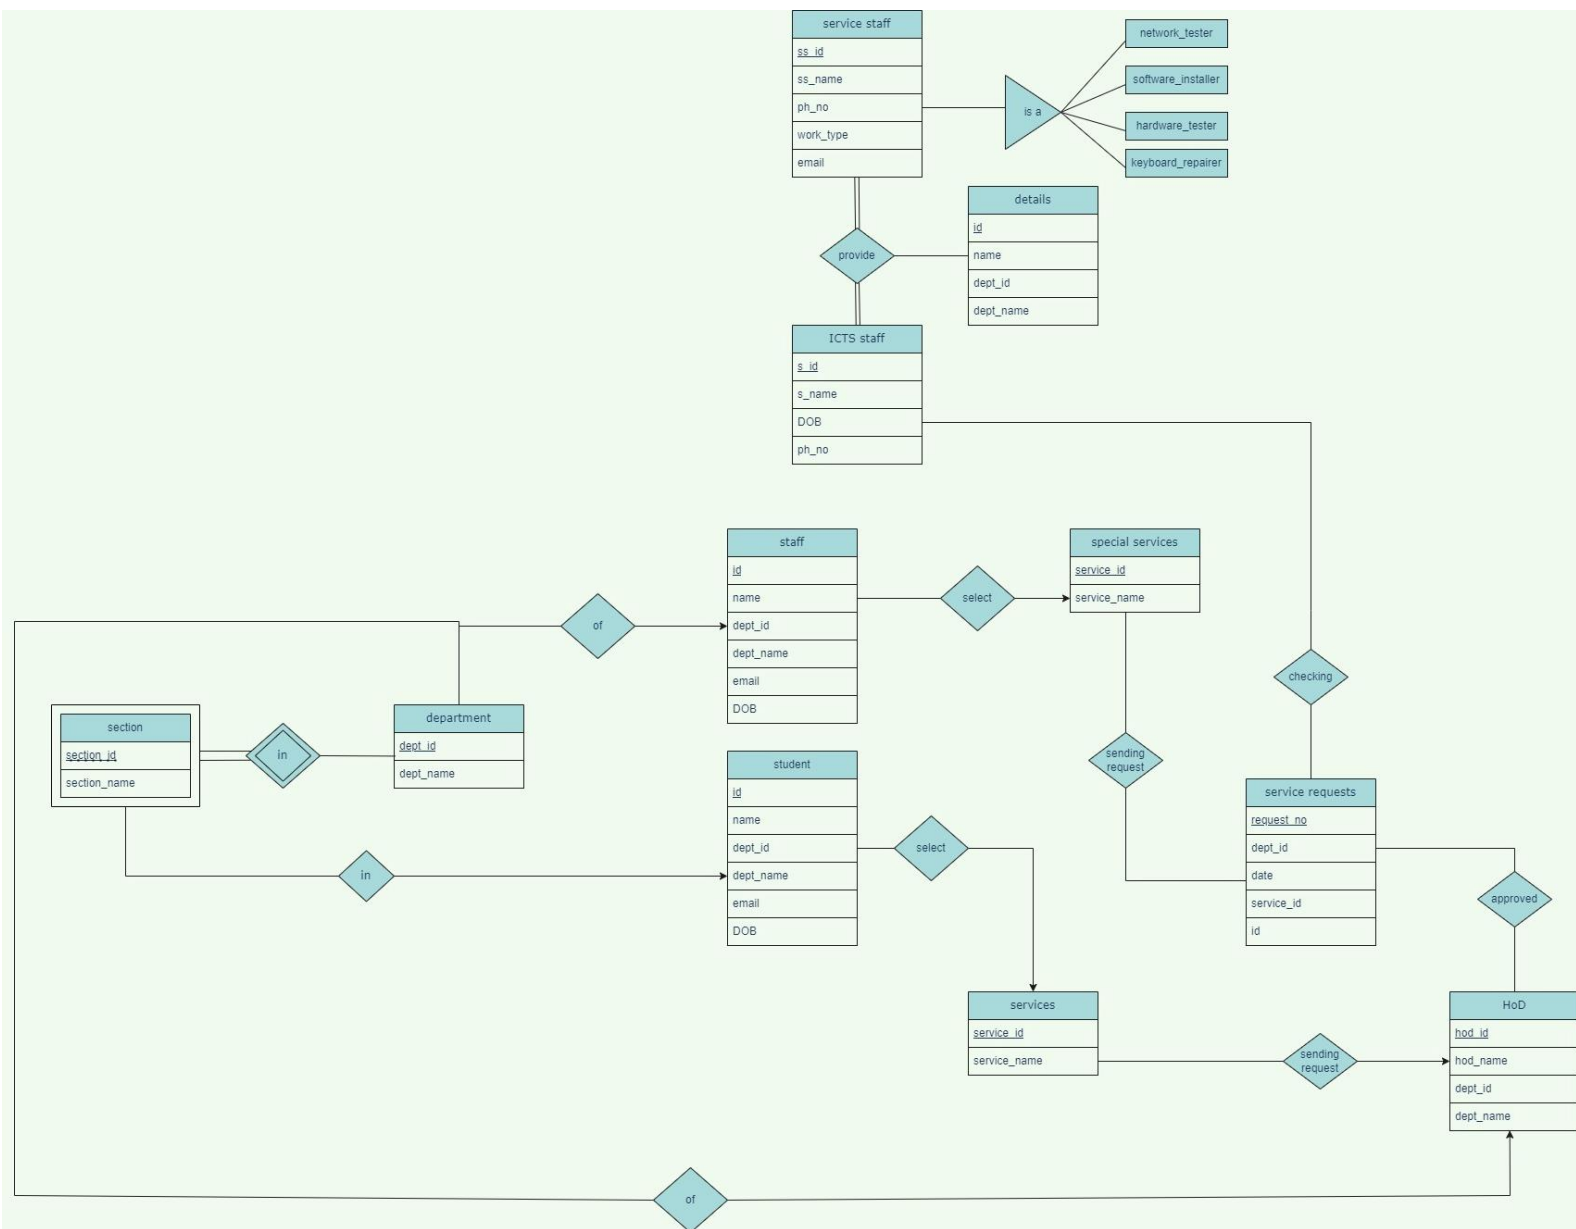 service staff
ss_id
ss_name
ph_no
work_type
email
is a
network_tester
software_installer
hardware_tester
keyboard_repairer
provide
details
id
name
dept_id
dept_name
ICTS staff
s_id
s_name
DOB
ph_no
staff
id
name
dept_id
dept_name
email
DOB
select
special services
service_id
service_name
of
checking
section
section_id
section_name
in
department
dept_id
dept_name
sending
request
student
id
name
dept_id
dept_name
email
DOB
select
service requests
request_no
dept_id
date
service_id
id
in
approved
services
service_id
service_name
sending
request
HoD
hod_id
hod_name
dept_id
dept_name
of